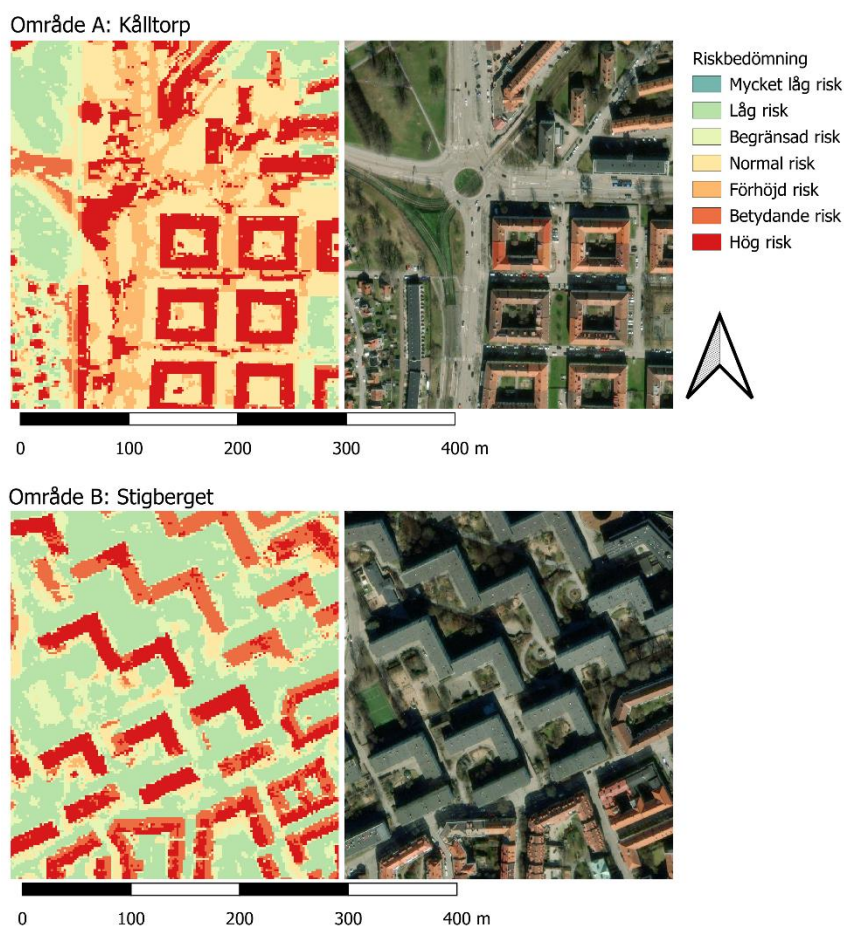 Område A: Kålltorp
Riskbedömning
Mycket låg risk
Låg risk
Begränsad risk
Normal risk
Förhöjd risk
Betydande risk
Hög risk
0 100 200 300 400 m
Område B: Stigberget
0 100 200 300 400 m